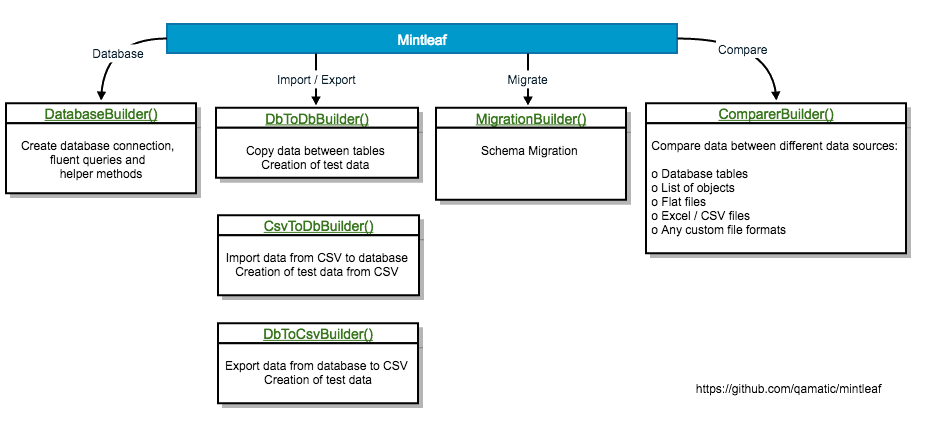 Mintleaf
Database
Import / Export
Migrate
Compare
DatabaseBuilder()
Create database connection,
fluent queries and
helper methods
DbToDbBuilder()
Copy data between tables
Creation of test data
CsvToDbBuilder()
Import data from CSV to database
Creation of test data from CSV
DbToCsvBuilder()
Export data from database to CSV
Creation of test data
MigrationBuilder()
Schema Migration
ComparerBuilder()
Compare data between different data sources:
o Database tables
o List of objects
o Flat files
o Excel / CSV files
o Any custom file formats
https://github.com/qamatic/mintleaf